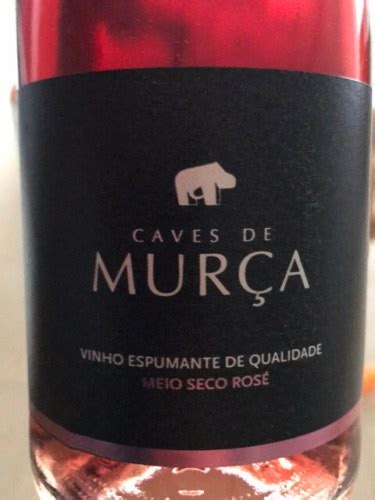 CAVES DE
MURÇA
VINHO ESPUMANTE DE QUALIDADE
MEIO SECO ROSÉ